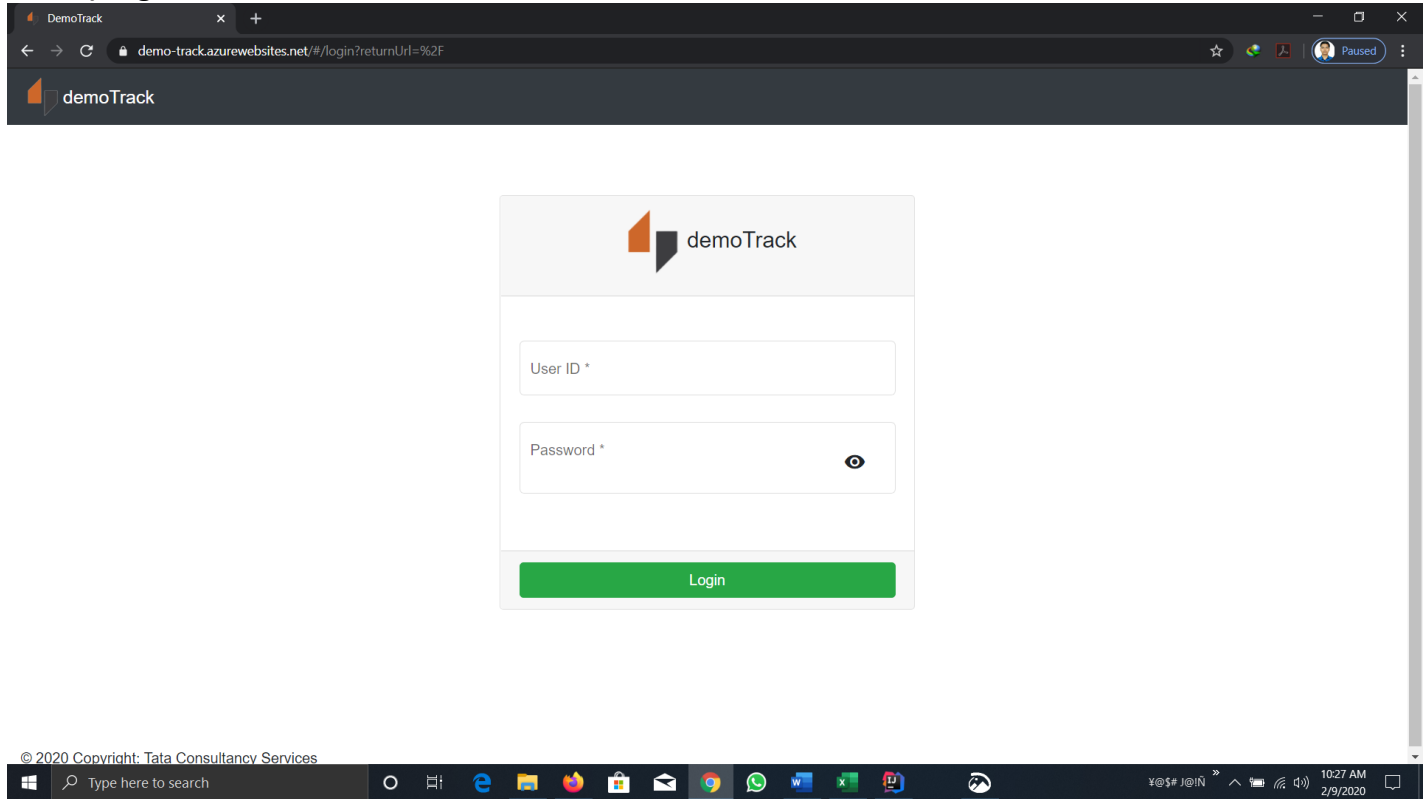 DemoTrack
demo-track.azurewebsites.net/#/login?returnUrl=%2F
Paused
demoTrack
demoTrack
User ID *
Password *
Login
© 2020 Copyright: Tata Consultancy Services
Type here to search
¥@$# J@!Ñ
10:27 AM
2/9/2020